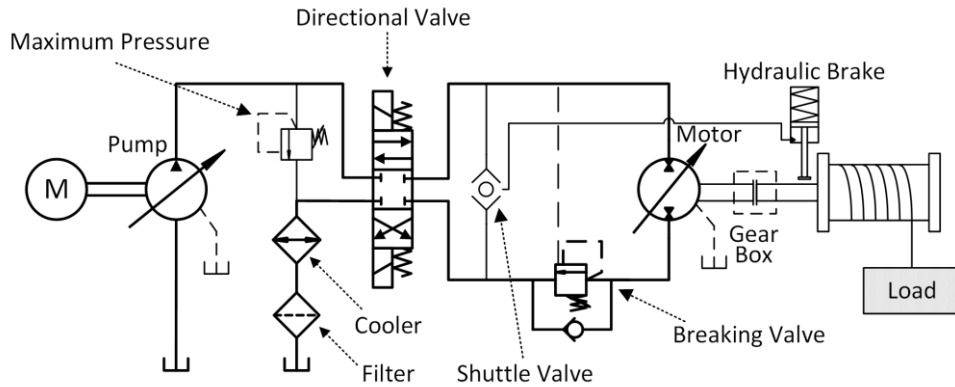 Directional Valve
Maximum Pressure
Hydraulic Brake
Pump
Motor
M
Gear
Box
Load
Cooler
Breaking Valve
Filter
Shuttle Valve